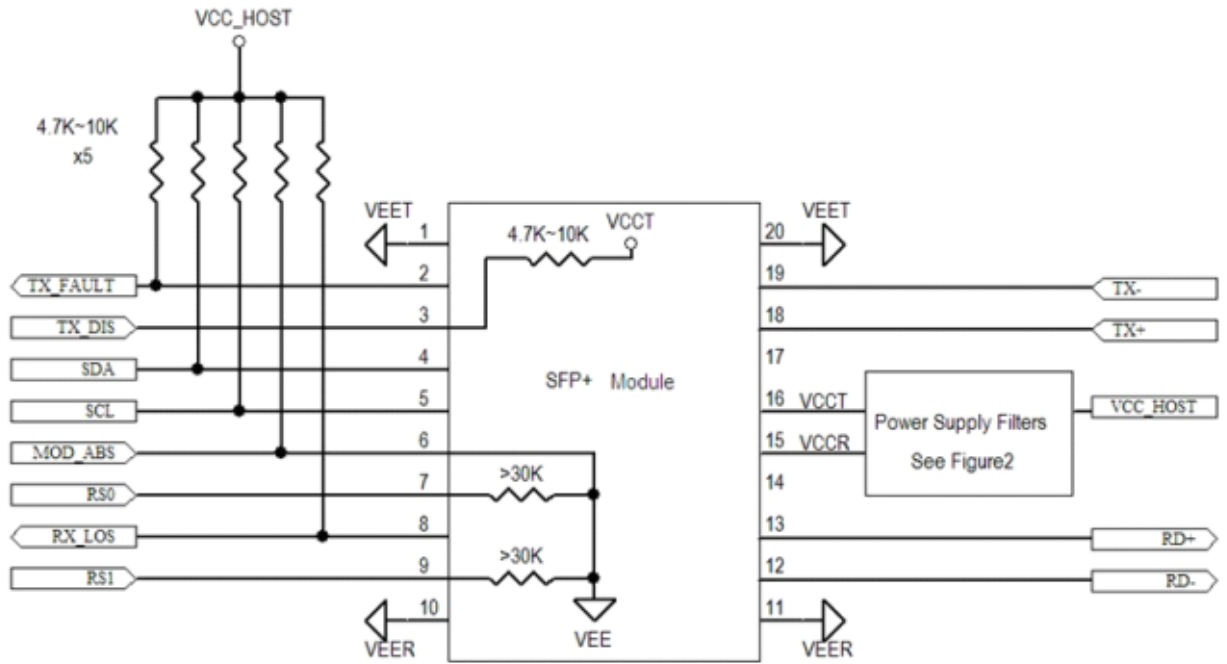 VCC_HOST
4.7K~10K
x5
VEET
1
TX_FAULT
2
TX_DIS
3
SDA
4
SCL
5
MOD_ABS
6
RS0
7
RX_LOS
8
RS1
9
10
VEER
4.7K~10K
VCCT
SFP+ Module
>30K
>30K
VEE
VEET
20
19
TX-
18
TX+
17
16
VCCT
15
VCCR
Power Supply Filters
See Figure2
VCC_HOST
14
13
RD+
12
RD-
11
VEER